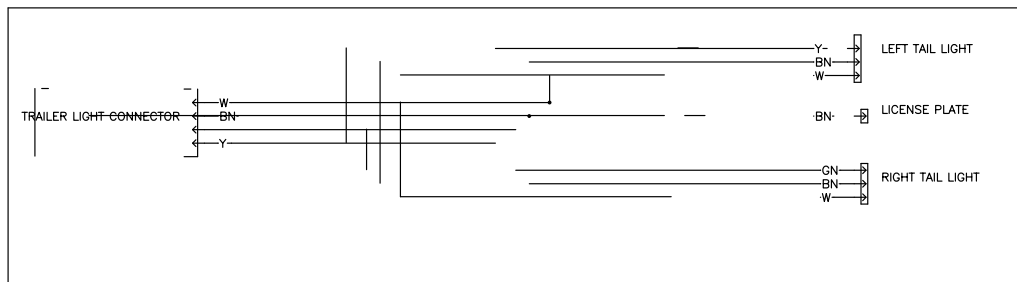 Y
LEFT TAIL LIGHT
BN
W
W
TRAILER LIGHT CONNECTOR
BN
BN
LICENSE PLATE
Y
GN
BN
RIGHT TAIL LIGHT
W